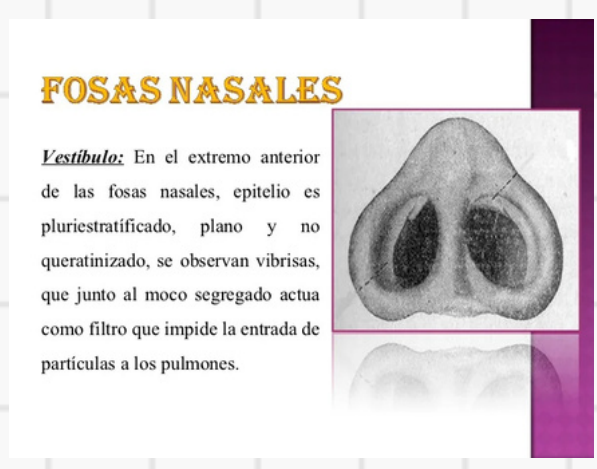 FOSAS NASALES
Vestíbulo: En el extremo anterior
de las fosas nasales, epitelio es
pluriestratíficado, plano y no
queratinizado, se observan vibrisas,
que junto al moco segregado actua
como filtro que impide la entrada de
partículas a los pulmones.